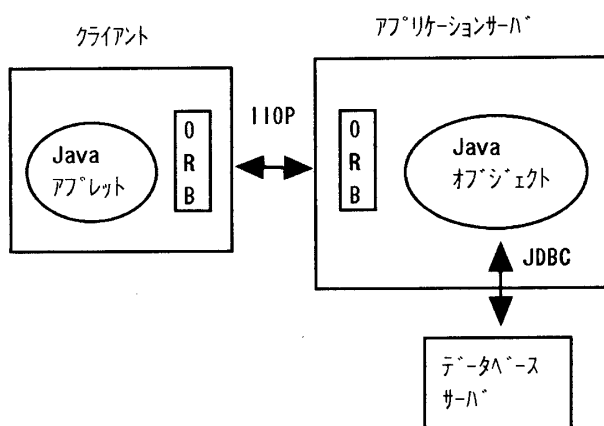 ｸﾗｲｱﾝﾄ
ｱﾌﾟﾘｹｰｼｮﾝｻｰﾊﾞ
Java
ｱﾌﾟﾚｯﾄ
O
R
B
IIOP
O
R
B
Java
ｵﾌﾞｼﾞｪｸﾄ
JDBC
ﾃﾞｰﾀﾍﾞｰｽ
ｻｰﾊﾞ